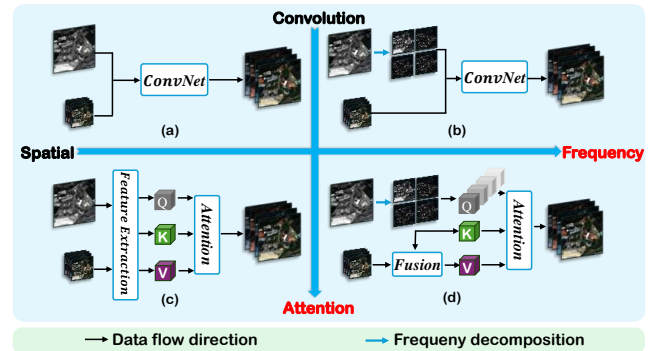 Convolution
ConvNet
(a)
ConvNet
(b)
Spatial
Frequency
Feature Extraction
Q
K
V
Attention
(c)
Q
K
V
Fusion
Attention
(d)
Attention
Data flow direction
Frequeny decomposition